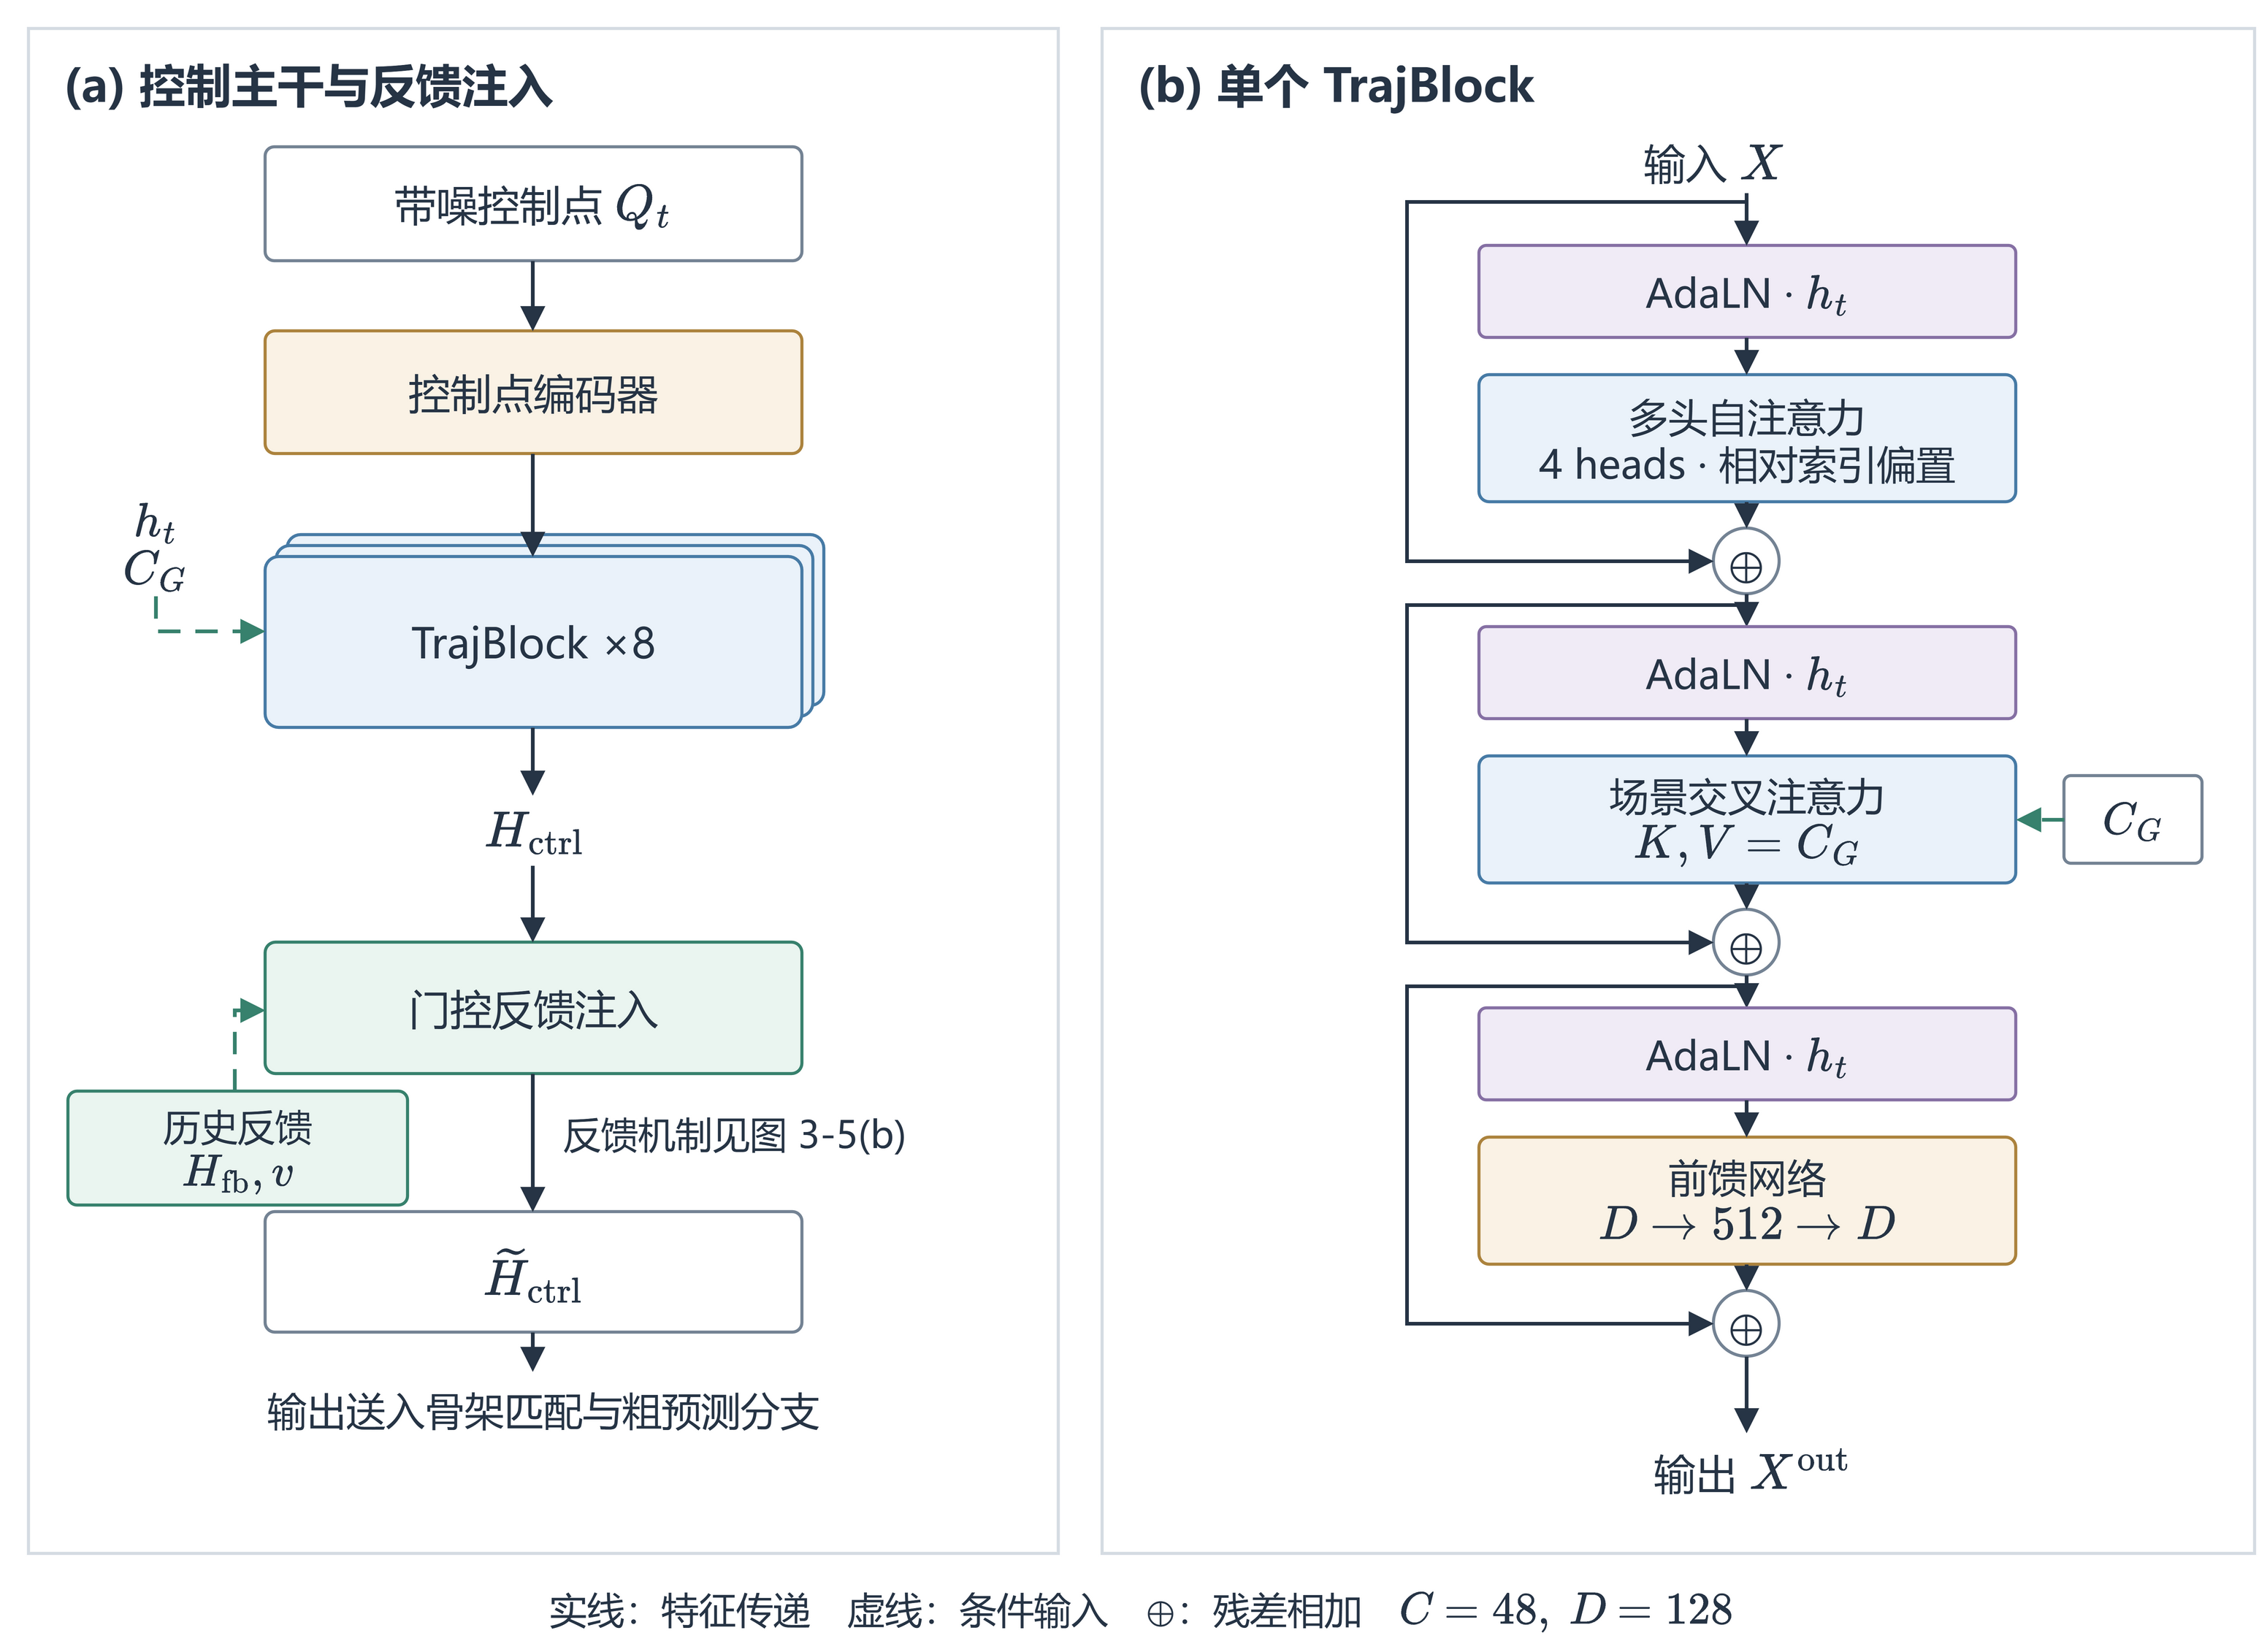 (a) 控制主干与反馈注入
带噪控制点 Q_t
控制点编码器
h_t
C_G
TrajBlock ×8
H_ctrl
门控反馈注入
历史反馈
H_fb, v
反馈机制见图 3-5(b)
H̃_ctrl
输出送入骨架匹配与粗预测分支
(b) 单个 TrajBlock
输入 X
AdaLN · h_t
多头自注意力
4 heads · 相对索引偏置
⊕
AdaLN · h_t
场景交叉注意力
K, V = C_G
C_G
⊕
AdaLN · h_t
前馈网络
D → 512 → D
⊕
输出 X^out
实线：特征传递 虚线：条件输入 ⊕：残差相加 C = 48, D = 128